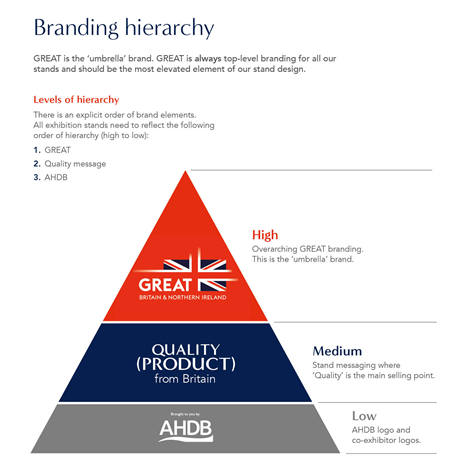 Branding hierarchy
GREAT is the ‘umbrella’ brand. GREAT is always top-level branding for all our
stands and should be the most elevated element of our stand design.
Levels of hierarchy
There is an explicit order of brand elements.
All exhibition stands need to reflect the following
order of hierarchy (high to low):
1. GREAT
2. Quality message
3. AHDB
High
Overarching GREAT branding.
This is the ‘umbrella’ brand.
GREAT
BRITAIN & NORTHERN IRELAND
QUALITY
(PRODUCT)
from Britain
Medium
Stand messaging where
‘Quality’ is the main selling point.
Brought to you by
AHDB
Low
AHDB logo and
co-exhibitor logos.